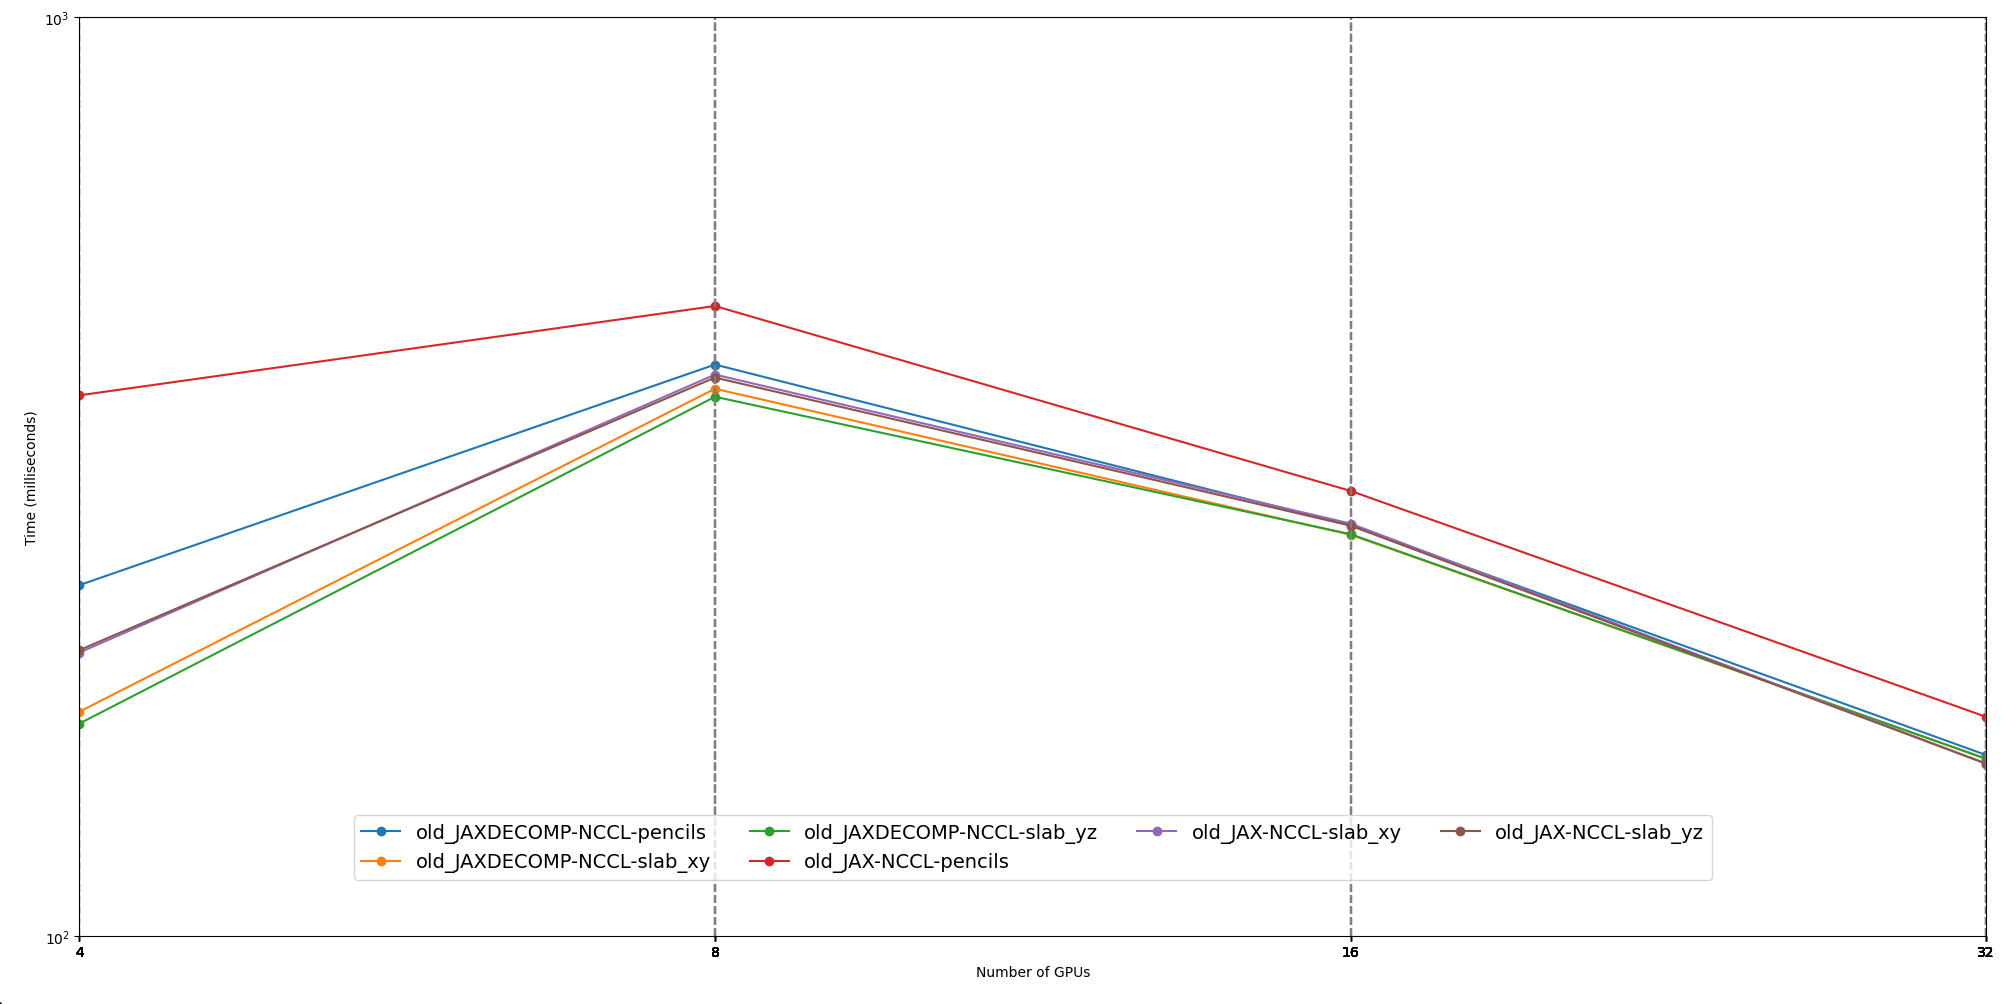 10³
Time (milliseconds)
old_JAXDECOMP-NCCL-pencils
old_JAXDECOMP-NCCL-slab_xy
old_JAXDECOMP-NCCL-slab_yz
old_JAX-NCCL-pencils
old_JAX-NCCL-slab_xy
old_JAX-NCCL-slab_yz
10²
4 8 16 32
Number of GPUs